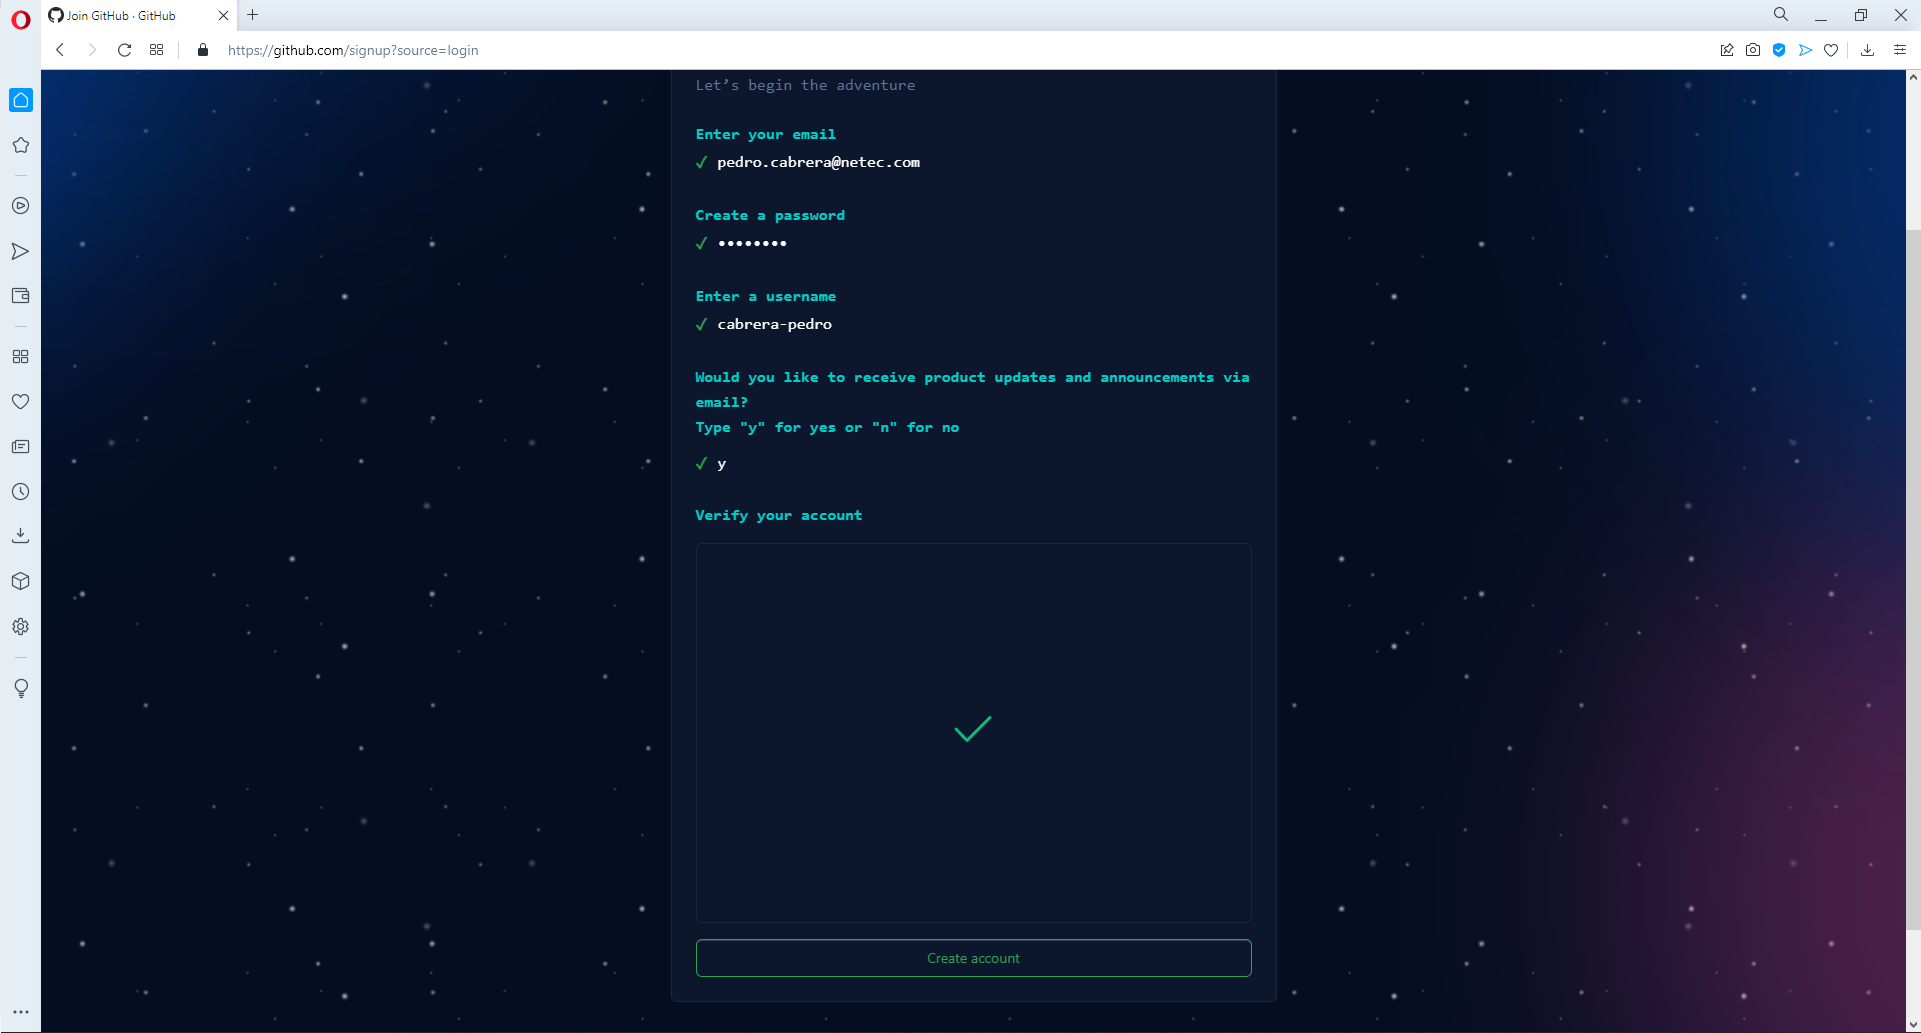 Join GitHub · GitHub
https://github.com/signup?source=login
Let’s begin the adventure
Enter your email
✓ pedro.cabrera@netec.com
Create a password
✓ ••••••••
Enter a username
✓ cabrera-pedro
Would you like to receive product updates and announcements via
email?
Type "y" for yes or "n" for no
✓ y
Verify your account
Create account